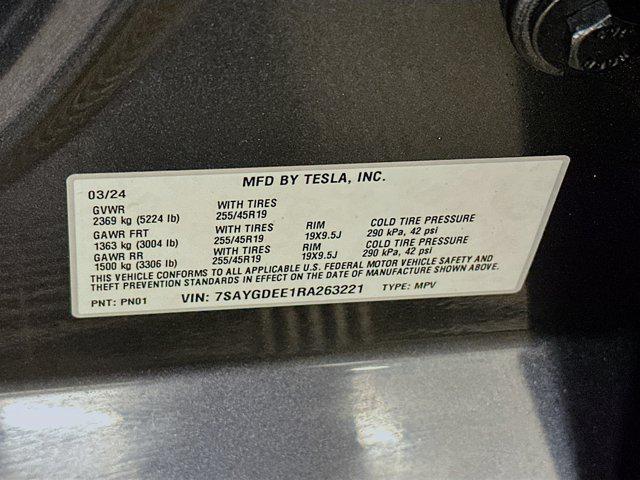 MFD BY TESLA, INC.
03/24
GVWR WITH TIRES
2369 kg (5224 lb) 255/45R19
GAWR FRT WITH TIRES RIM COLD TIRE PRESSURE
1363 kg (3004 lb) 255/45R19 19X9.5J 290 kPa, 42 psi
GAWR RR WITH TIRES RIM COLD TIRE PRESSURE
1500 kg (3306 lb) 255/45R19 19X9.5J 290 kPa, 42 psi
THIS VEHICLE CONFORMS TO ALL APPLICABLE U.S. FEDERAL MOTOR VEHICLE SAFETY AND
THEFT PREVENTION STANDARDS IN EFFECT ON THE DATE OF MANUFACTURE SHOWN ABOVE.
PNT: PN01 VIN: 7SAYGDEE1RA263221 TYPE: MPV